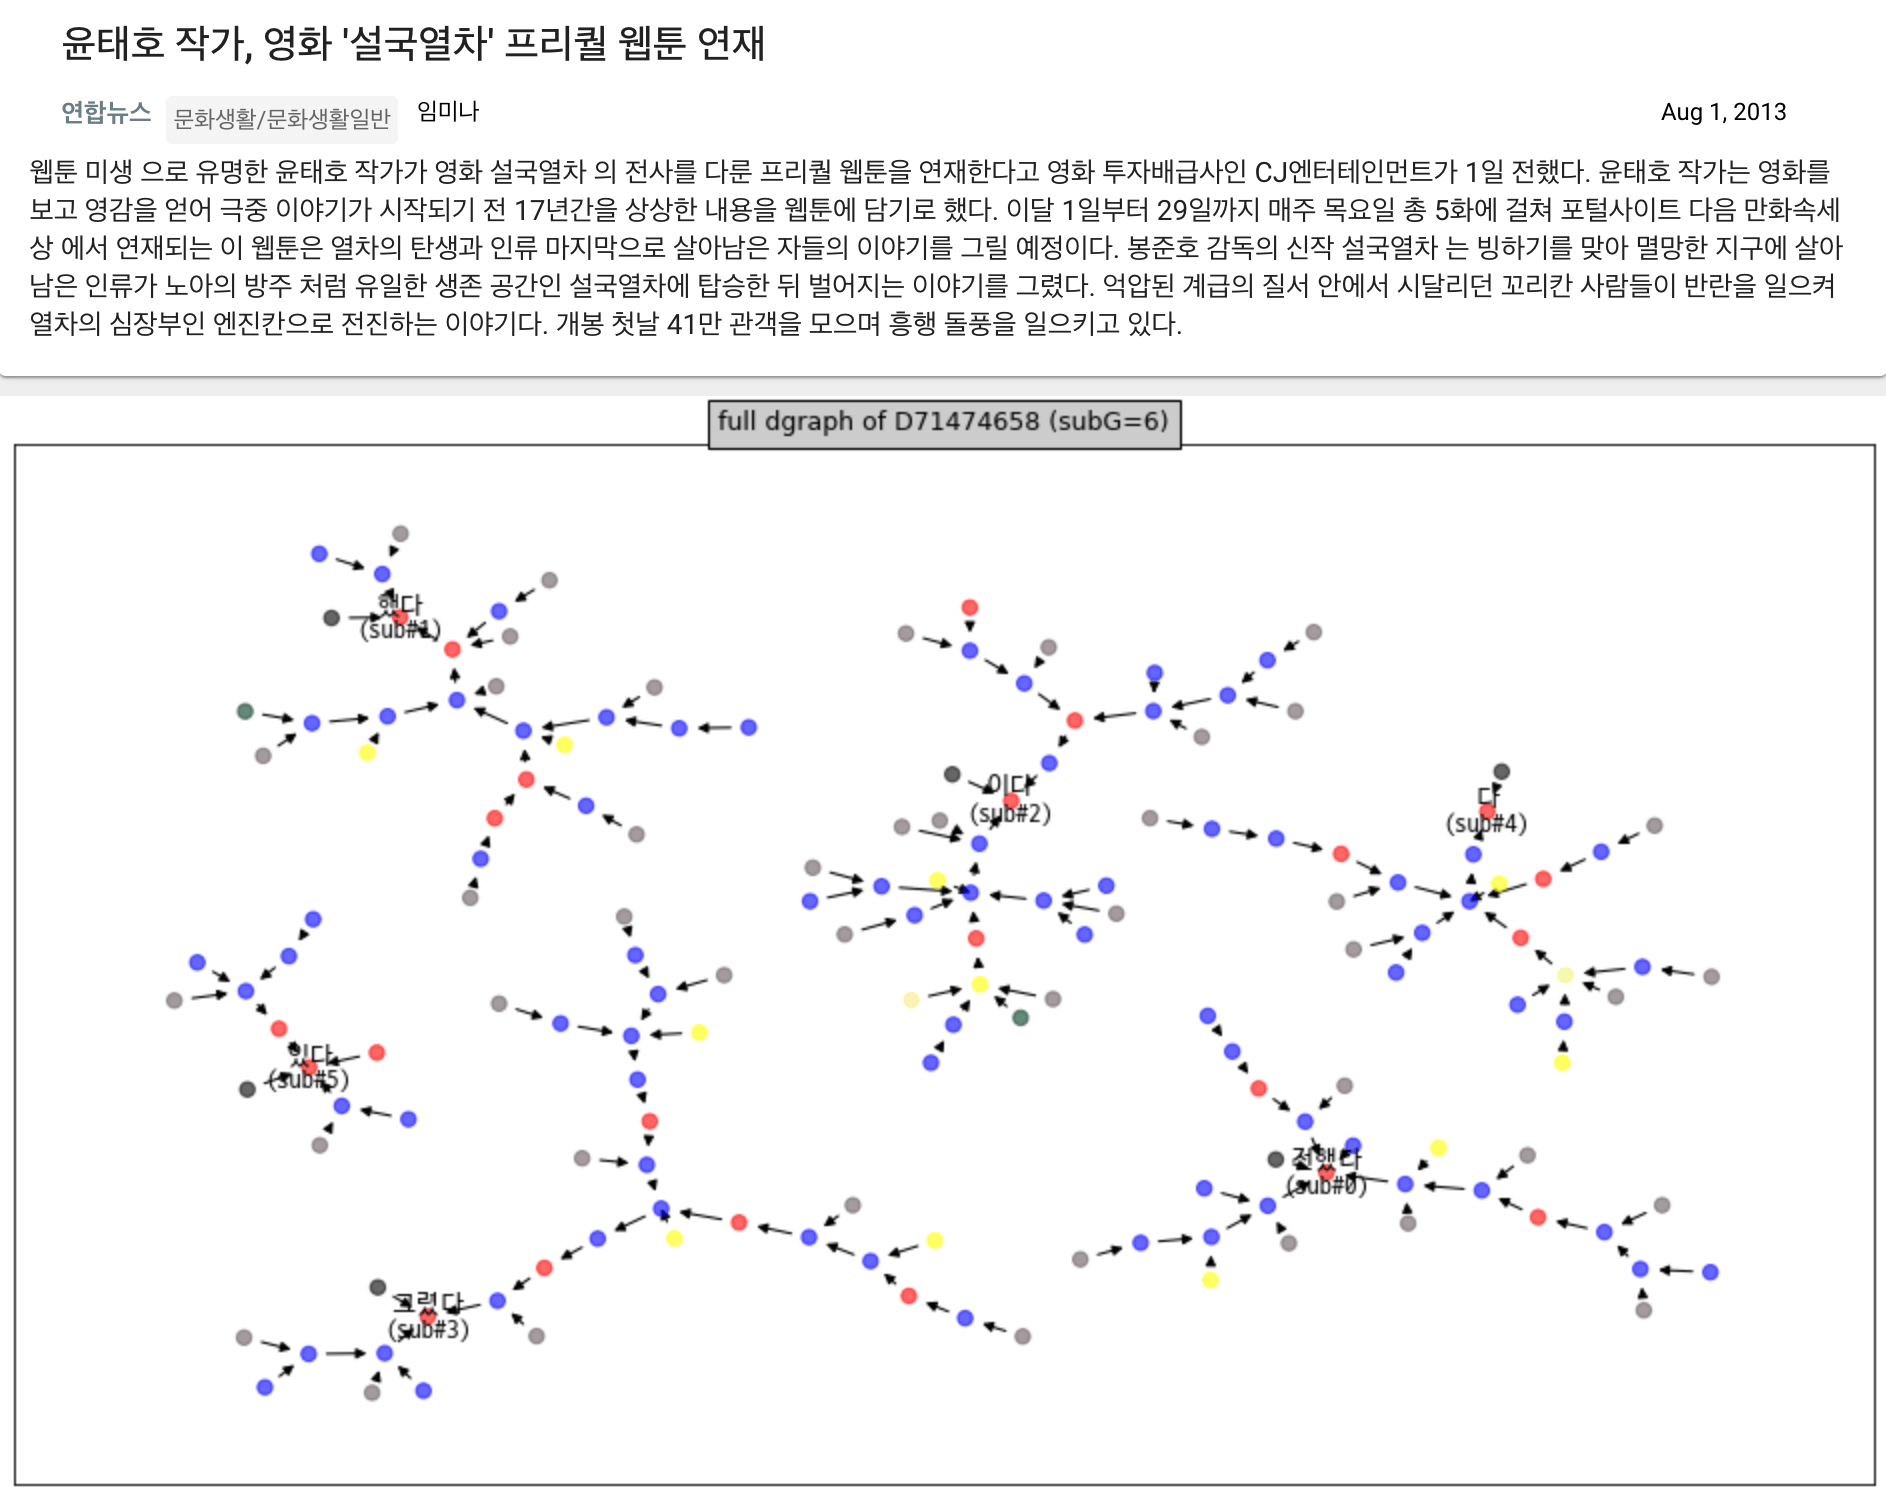 윤태호 작가, 영화 '설국열차' 프리퀄 웹툰 연재
연합뉴스 문화생활/문화생활일반 임미나 Aug 1, 2013
웹툰 미생 으로 유명한 윤태호 작가가 영화 설국열차 의 전사를 다룬 프리퀄 웹툰을 연재한다고 영화 투자배급사인 CJ엔터테인먼트가 1일 전했다. 윤태호 작가는 영화를
보고 영감을 얻어 극중 이야기가 시작되기 전 17년간을 상상한 내용을 웹툰에 담기로 했다. 이달 1일부터 29일까지 매주 목요일 총 5화에 걸쳐 포털사이트 다음 만화속세
상 에서 연재되는 이 웹툰은 열차의 탄생과 인류 마지막으로 살아남은 자들의 이야기를 그릴 예정이다. 봉준호 감독의 신작 설국열차 는 빙하기를 맞아 멸망한 지구에 살아
남은 인류가 노아의 방주 처럼 유일한 생존 공간인 설국열차에 탑승한 뒤 벌어지는 이야기를 그렸다. 억압된 계급의 질서 안에서 시달리던 꼬리칸 사람들이 반란을 일으켜
열차의 심장부인 엔진칸으로 전진하는 이야기다. 개봉 첫날 41만 관객을 모으며 흥행 돌풍을 일으키고 있다.
full dgraph of D71474658 (subG=6)
했다
(sub#1)
이다
(sub#2)
다
(sub#4)
있다
(sub#5)
전했다
(sub#0)
그렸다
(sub#3)